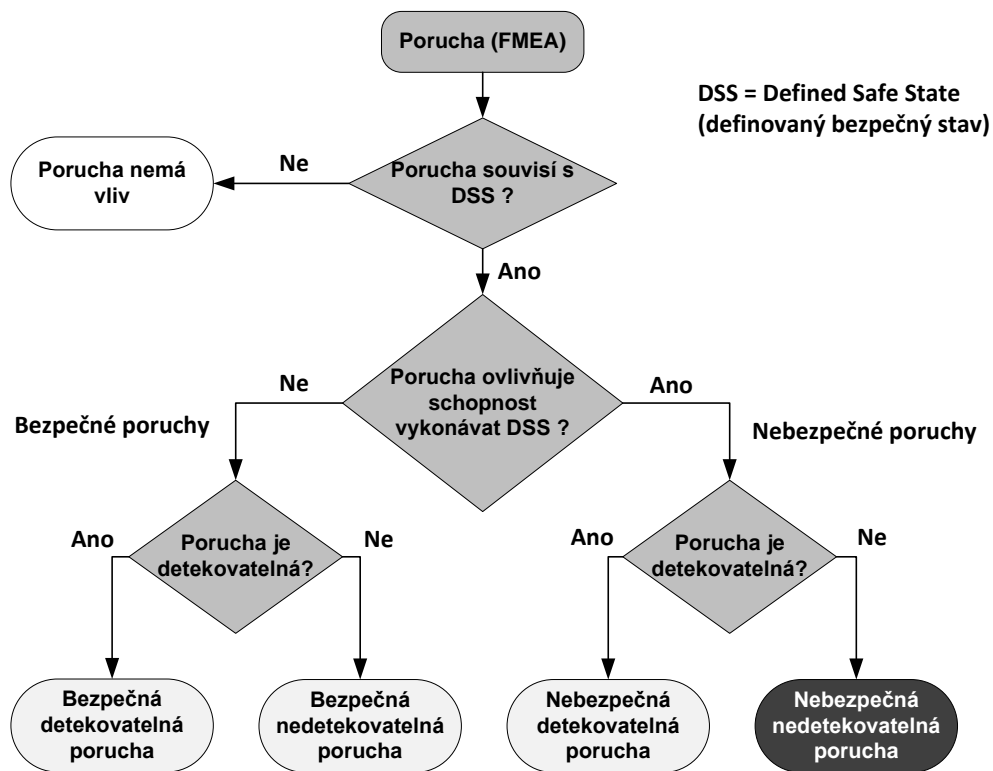 Porucha (FMEA)
DSS = Defined Safe State
(definovaný bezpečný stav)
Porucha souvisí s
DSS ?
Ne
Porucha nemá
vliv
Ano
Porucha ovlivňuje
schopnost
vykonávat DSS ?
Ne
Ano
Bezpečné poruchy
Nebezpečné poruchy
Porucha je
detekovatelná?
Ano
Ne
Porucha je
detekovatelná?
Ano
Ne
Bezpečná
detekovatelná
porucha
Bezpečná
nedetekovatelná
porucha
Nebezpečná
detekovatelná
porucha
Nebezpečná
nedetekovatelná
porucha